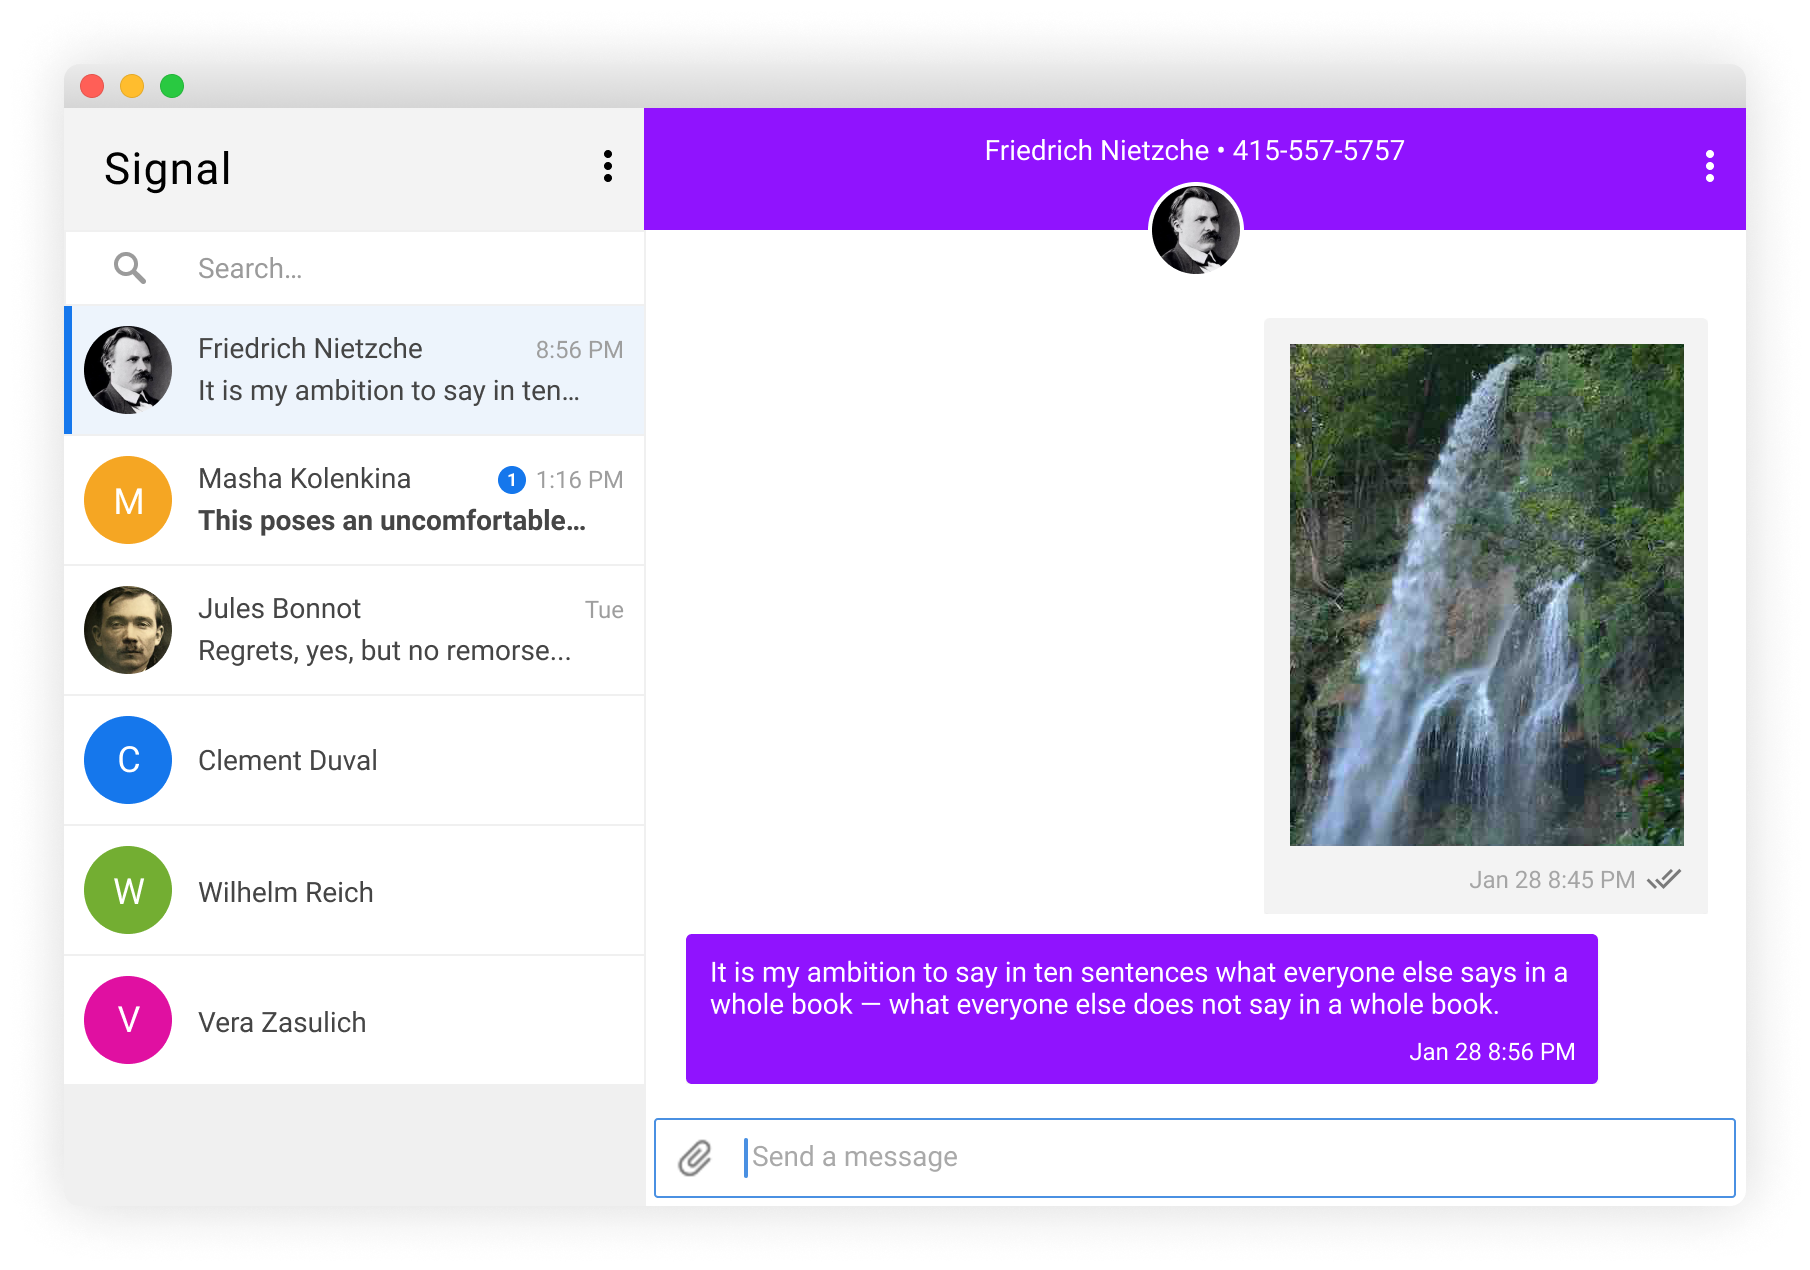 Signal
Search...
Friedrich Nietzche 8:56 PM
It is my ambition to say in ten...
M
Masha Kolenkina 1 1:16 PM
This poses an uncomfortable...
Jules Bonnot Tue
Regrets, yes, but no remorse...
C
Clement Duval
W
Wilhelm Reich
V
Vera Zasulich
Friedrich Nietzche • 415-557-5757
Jan 28 8:45 PM
It is my ambition to say in ten sentences what everyone else says in a
whole book — what everyone else does not say in a whole book.
Jan 28 8:56 PM
Send a message